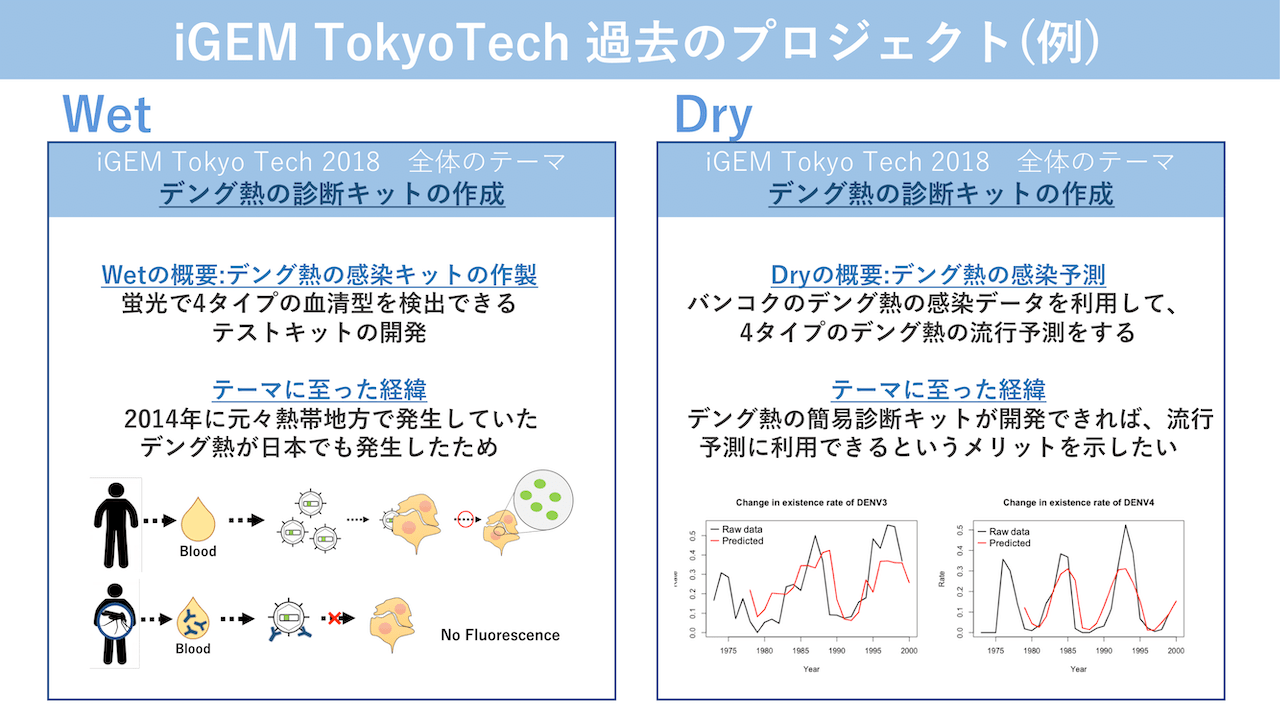 iGEM TokyoTech 過去のプロジェクト(例)
Wet
iGEM Tokyo Tech 2018　全体のテーマ
デング熱の診断キットの作成
Wetの概要:デング熱の感染キットの作製
蛍光で4タイプの血清型を検出できる
テストキットの開発
テーマに至った経緯
2014年に元々熱帯地方で発生していた
デング熱が日本でも発生したため
Blood
Blood
No Fluorescence
Dry
iGEM Tokyo Tech 2018　全体のテーマ
デング熱の診断キットの作成
Dryの概要:デング熱の感染予測
バンコクのデング熱の感染データを利用して、
4タイプのデング熱の流行予測をする
テーマに至った経緯
デング熱の簡易診断キットが開発できれば、流行
予測に利用できるというメリットを示したい
Change in existence rate of DENV3
Raw data
Predicted
0.5
0.4
0.3
0.2
0.1
0.0
1975 1980 1985 1990 1995 2000
Year
Change in existence rate of DENV4
Raw data
Predicted
Rate
0.5
0.4
0.3
0.2
0.1
0.0
1975 1980 1985 1990 1995 2000
Year